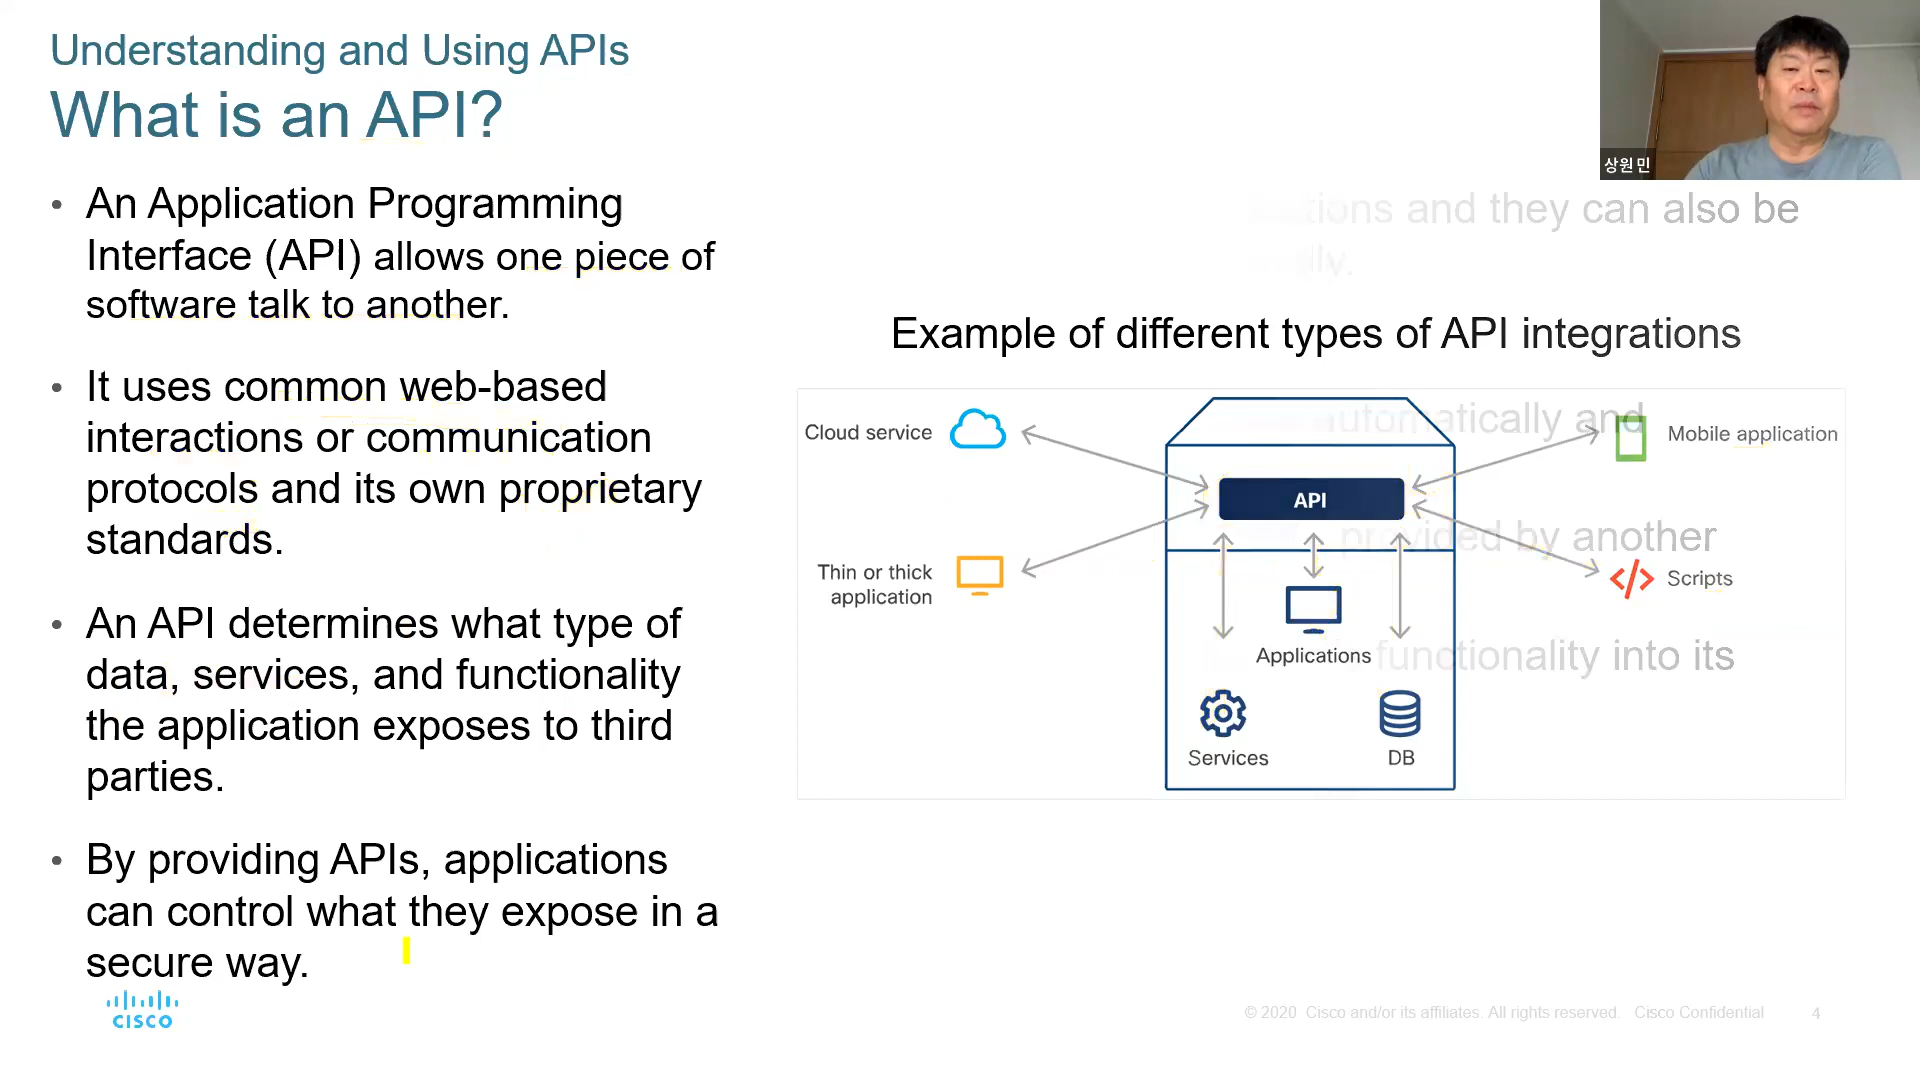 Understanding and Using APIs
What is an API?
• An Application Programming
Interface (API) allows one piece of
software talk to another.
• It uses common web-based
interactions or communication
protocols and its own proprietary
standards.
• An API determines what type of
data, services, and functionality
the application exposes to third
parties.
• By providing APIs, applications
can control what they expose in a
secure way.
상원 민
and they can also be
Example of different types of API integrations
Cloud service
automatically and
Mobile application
API
provided by another
Thin or thick
application
Scripts
Applications
functionality into its
Services
DB
CISCO
© 2020 Cisco and/or its affiliates. All rights reserved. Cisco Confidential
4